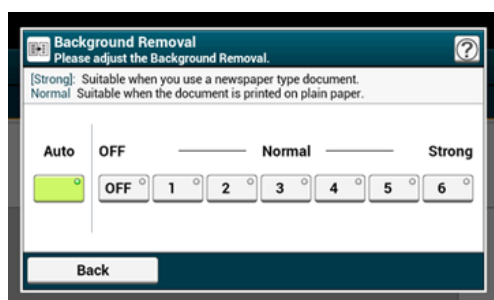 Background Removal
Please adjust the Background Removal.
[Strong]: Suitable when you use a newspaper type document.
Normal Suitable when the document is printed on plain paper.
Auto OFF Normal Strong
OFF 1 2 3 4 5 6
Back